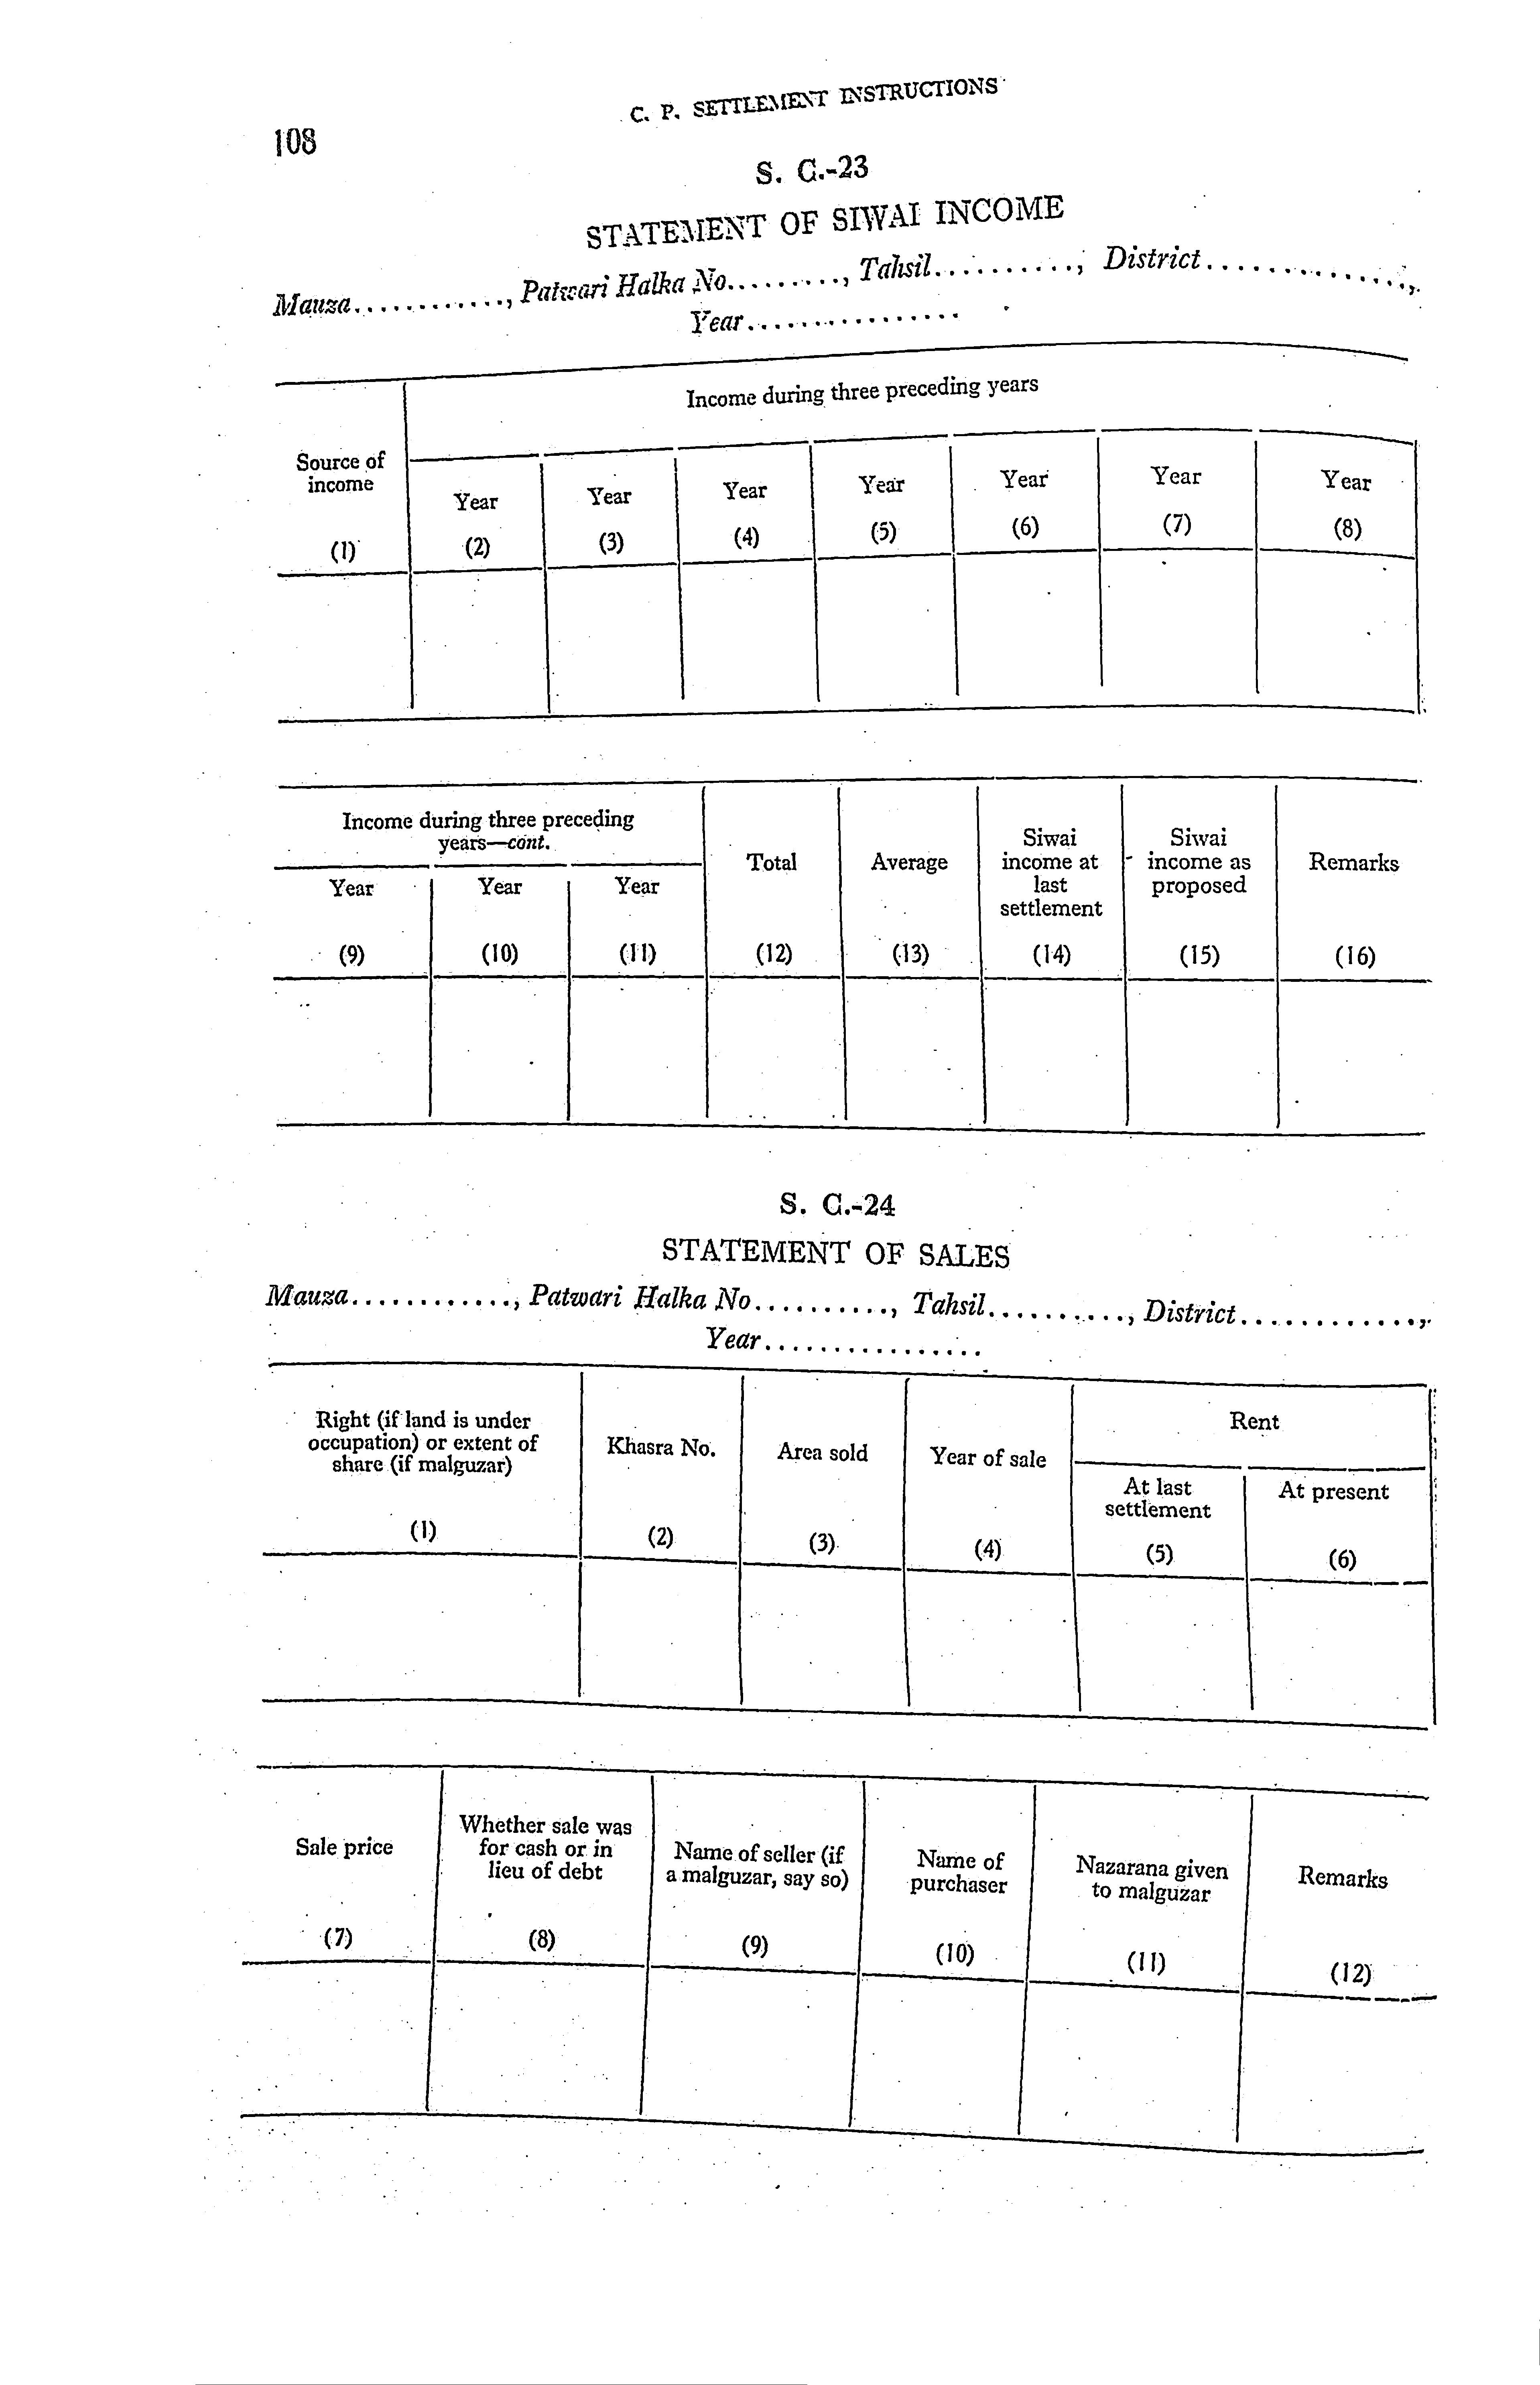 C. P. SETTLEMENT INSTRUCTIONS
108
S. C.-23
STATEMENT OF SIWAI INCOME
Mauza............, Patwari Halka No........., Tahsil..........., District..............,
Year................
Income during three preceding years
Source of
income
Year Year Year Year Year Year Year
(1) (2) (3) (4) (5) (6) (7) (8)
Income during three preceding
years—cont.
Total Average Siwai
income at
last
settlement
Siwai
income as
proposed
Remarks
Year Year Year
(9) (10) (11) (12) (13) (14) (15) (16)
S. C.-24
STATEMENT OF SALES
Mauza............, Patwari Halka No.........., Tahsil..........., District.............,
Year................
Right (if land is under
occupation) or extent of
share (if malguzar)
Khasra No. Area sold Year of sale Rent
At last
settlement
At present
(1) (2) (3) (4) (5) (6)
Sale price
Whether sale was
for cash or in
lieu of debt
Name of seller (if
a malguzar, say so)
Name of
purchaser
Nazarana given
to malguzar
Remarks
(7) (8) (9) (10) (11) (12)